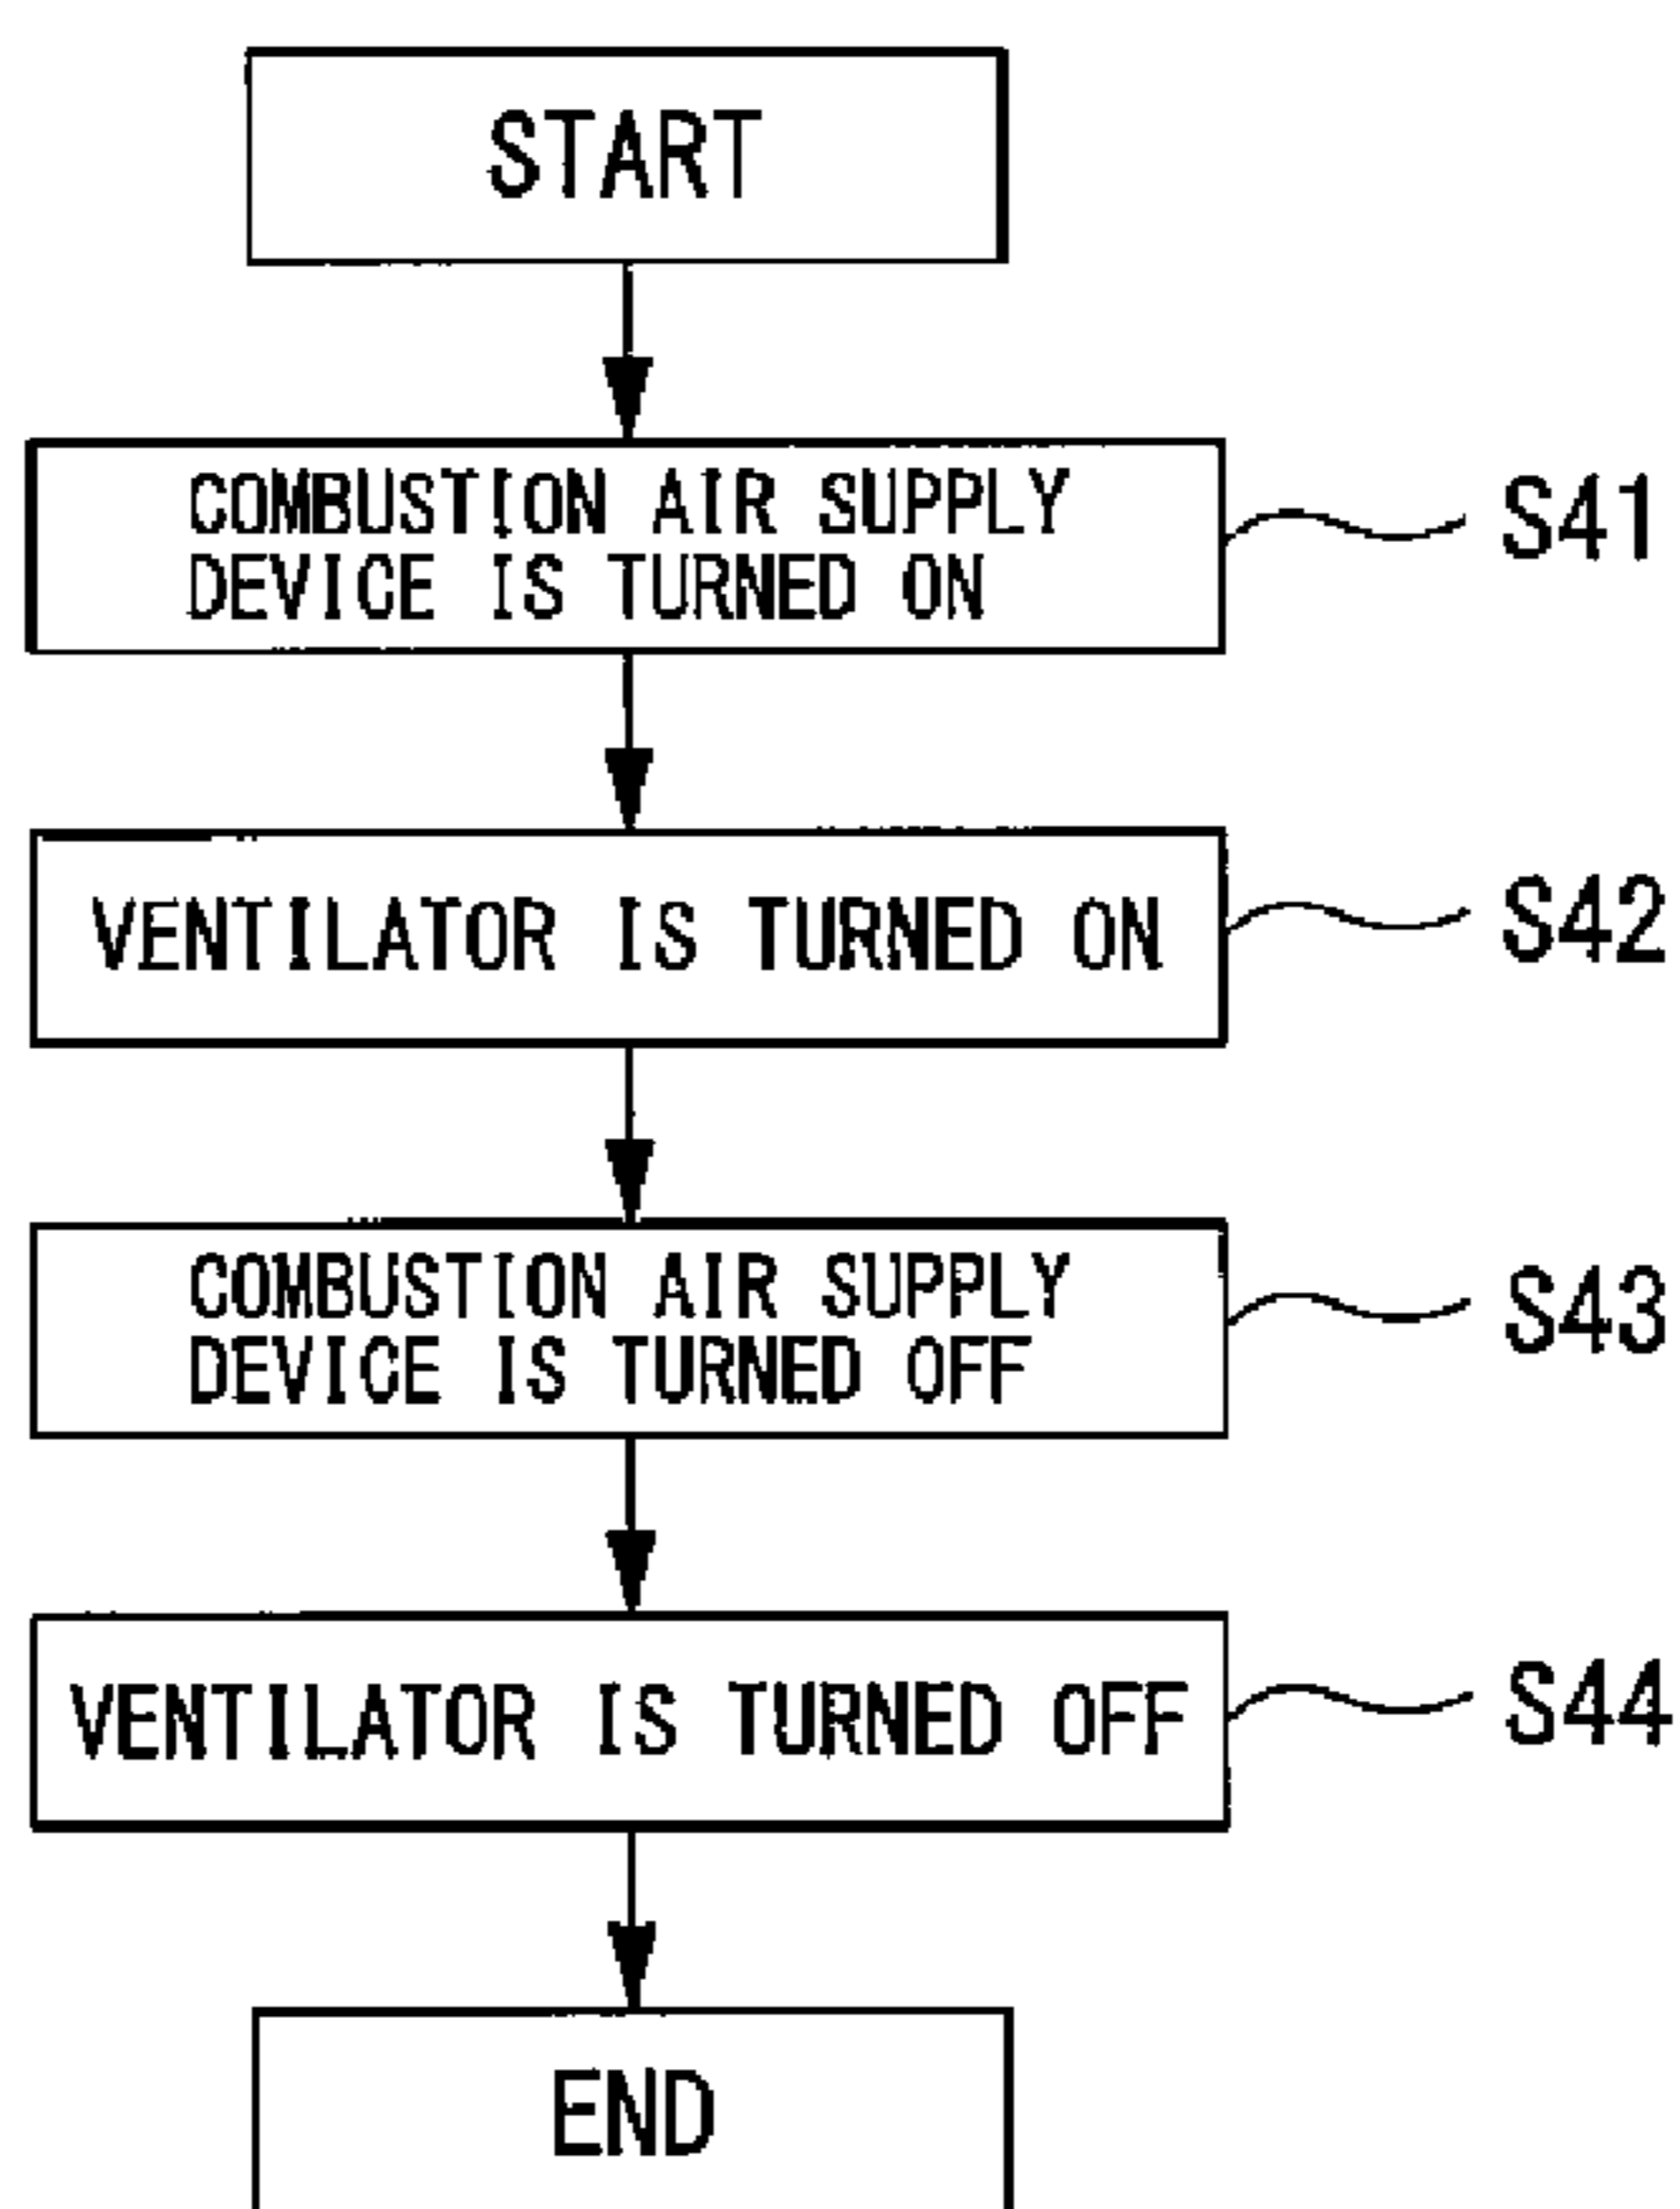 START
COMBUSTION AIR SUPPLY
DEVICE IS TURNED ON
S41
VENTILATOR IS TURNED ON
S42
COMBUSTION AIR SUPPLY
DEVICE IS TURNED OFF
S43
VENTILATOR IS TURNED OFF
S44
END